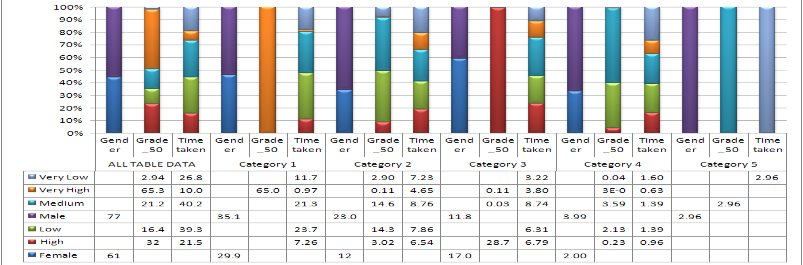 100%
90%
80%
70%
60%
50%
40%
30%
20%
10%
0%
Gend Grade Time Gend Grade Time Gend Grade Time Gend Grade Time Gend Grade Time Gend Grade Time
er _50 taken er _50 taken er _50 taken er _50 taken er _50 taken er _50 taken
ALL TABLE DATA Category 1 Category 2 Category 3 Category 4 Category 5
Very Low 2.94 26.8 11.7 2.90 7.23 3.22 0.04 1.60 2.96
Very High 65.3 10.0 65.0 0.97 0.11 4.65 0.11 3.80 3E-0 0.63
Medium 21.2 40.2 21.3 14.6 8.76 0.03 8.74 3.59 1.39 2.96
Male 77 35.1 23.0 11.8 3.99 2.96
Low 16.4 39.3 23.7 14.3 7.86 6.31 2.13 1.39
High 32 21.5 7.26 3.02 6.54 28.7 6.79 0.23 0.96
Female 61 29.9 12 17.0 2.00